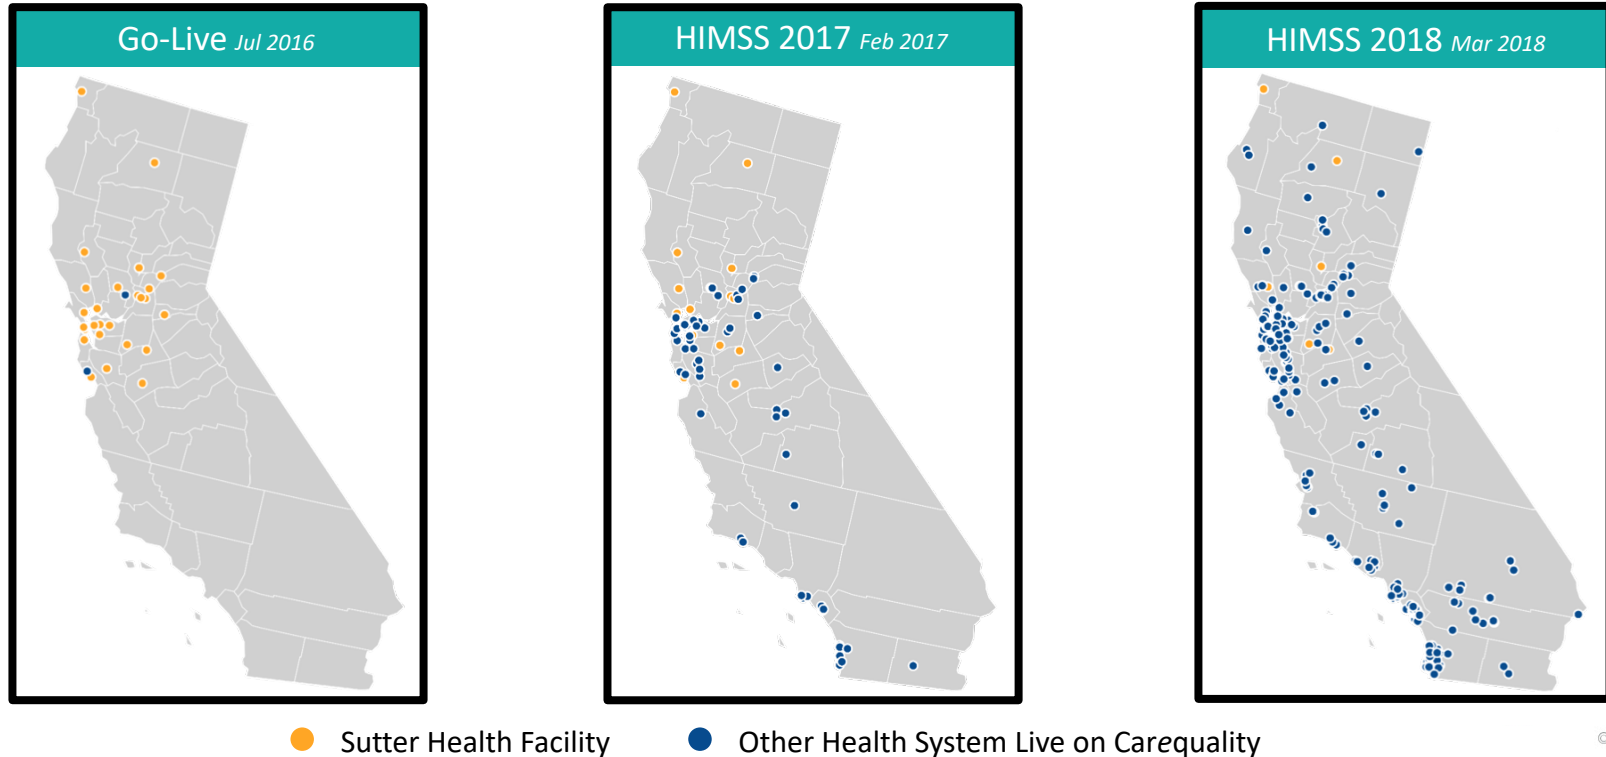 Go-Live Jul 2016
HIMSS 2017 Feb 2017
HIMSS 2018 Mar 2018
Sutter Health Facility
Other Health System Live on Carequality
©